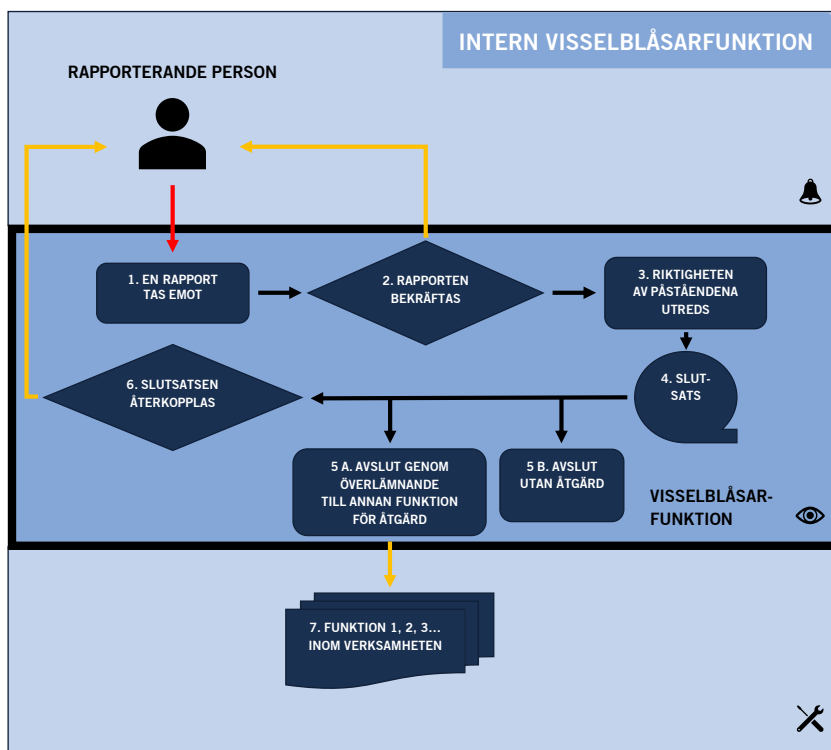 INTERN VISSELBLÅSARFUNKTION
RAPPORTERANDE PERSON
1. EN RAPPORT
TAS EMOT
2. RAPPORTEN
BEKRÄFTAS
3. RIKTIGHETEN
AV PÅSTÅENDENA
UTREDS
4. SLUT-
SATS
6. SLUTSATSEN
ÅTERKOPPLAS
5 A. AVSLUT GENOM
ÖVERLÄMNANDE
TILL ANNAN FUNKTION
FÖR ÅTGÄRD
5 B. AVSLUT
UTAN ÅTGÄRD
VISSELBLÅSAR-
FUNKTION
7. FUNKTION 1, 2, 3...
INOM VERKSAMHETEN